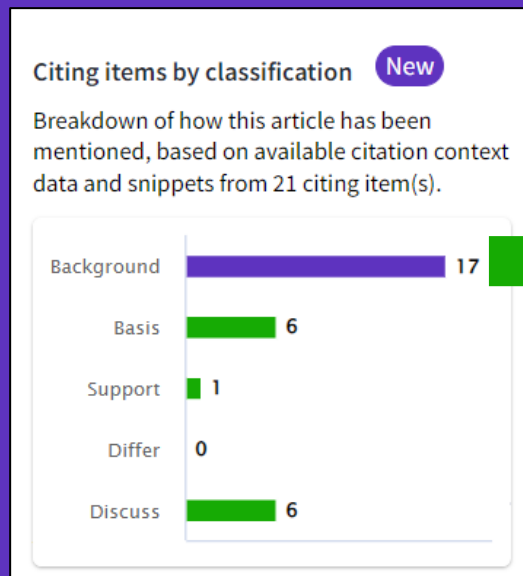 Citing items by classification New
Breakdown of how this article has been
mentioned, based on available citation context
data and snippets from 21 citing item(s).
Background 17
Basis 6
Support 1
Differ 0
Discuss 6